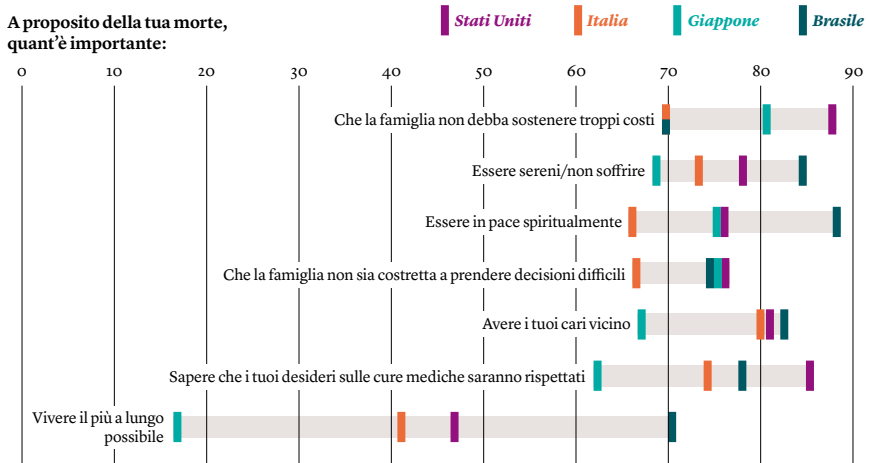 A proposito della tua morte,
quant'è importante:
Stati Uniti
Italia
Giappone
Brasile
0 10 20 30 40 50 60 70 80 90
Che la famiglia non debba sostenere troppi costi
Essere sereni/non soffrire
Essere in pace spiritualmente
Che la famiglia non sia costretta a prendere decisioni difficili
Avere i tuoi cari vicino
Sapere che i tuoi desideri sulle cure mediche saranno rispettati
Vivere il più a lungo
possibile